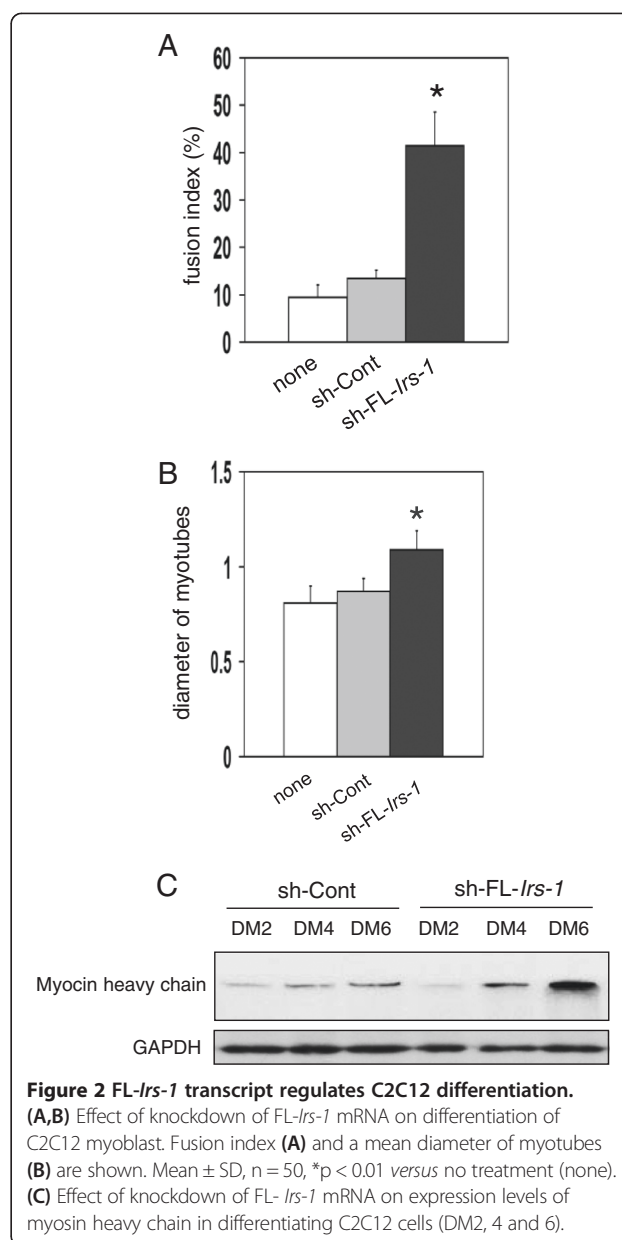 A
60
50
40
30
20
10
0
fusion index (%)
*
none
sh-Cont
sh-FL-Irs-1
B
1.5
1
0.5
0
diameter of myotubes
*
none
sh-Cont
sh-FL-Irs-1
C
sh-Cont sh-FL-Irs-1
DM2 DM4 DM6 DM2 DM4 DM6
Myocin heavy chain
GAPDH
Figure 2 FL-Irs-1 transcript regulates C2C12 differentiation.
(A,B) Effect of knockdown of FL-Irs-1 mRNA on differentiation of
C2C12 myoblast. Fusion index (A) and a mean diameter of myotubes
(B) are shown. Mean ± SD, n = 50, *p < 0.01 versus no treatment (none).
(C) Effect of knockdown of FL- Irs-1 mRNA on expression levels of
myosin heavy chain in differentiating C2C12 cells (DM2, 4 and 6).